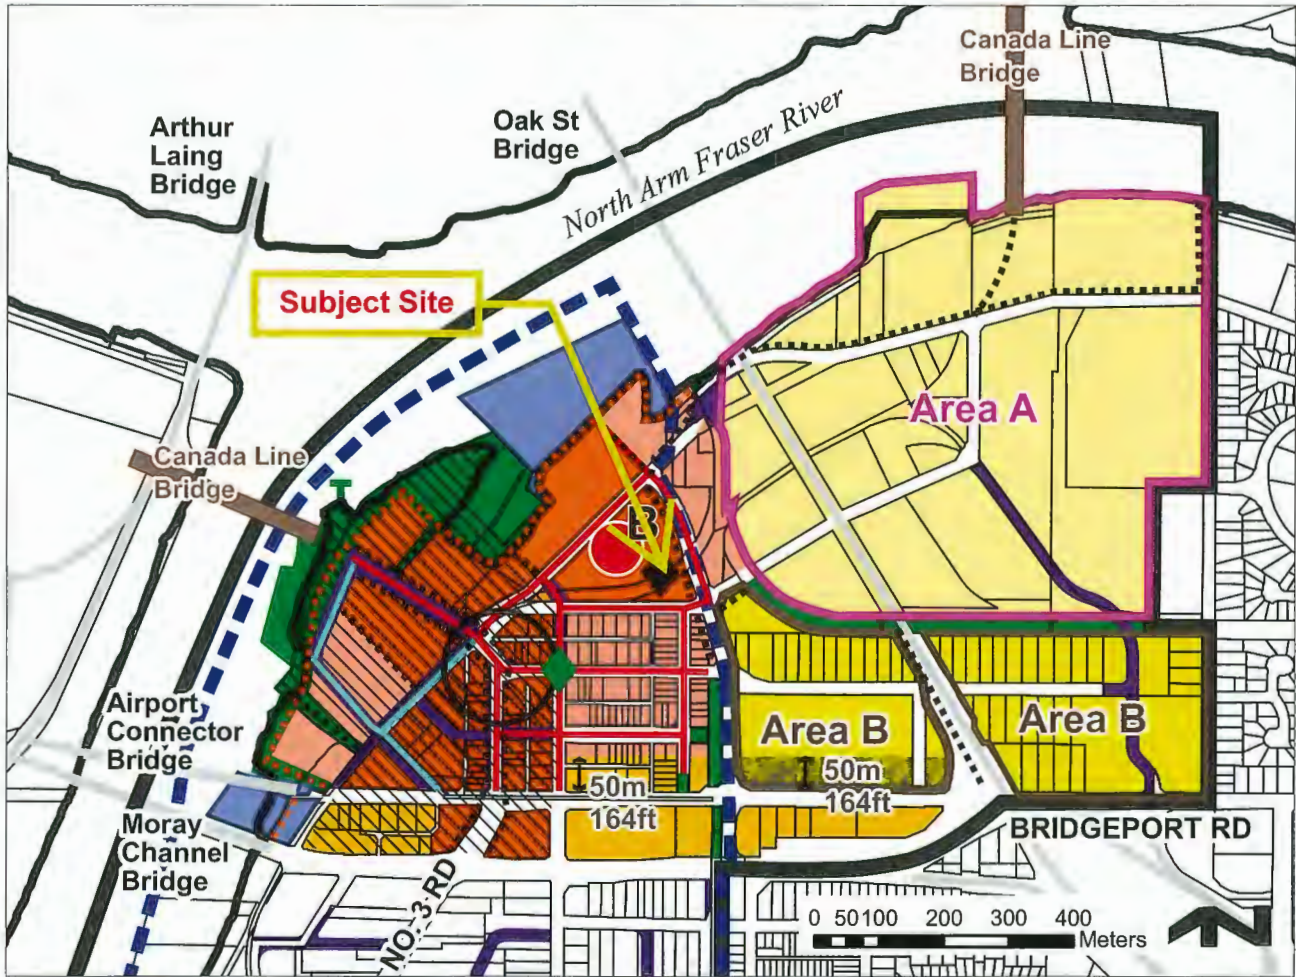 Canada Line
Bridge
Arthur
Laing
Bridge
Oak St
Bridge
North Arm Fraser River
Subject Site
Area A
Canada Line
Bridge
T
B
Airport
Connector
Bridge
Area B
Area B
50m
164ft
50m
164ft
Moray
Channel
Bridge
BRIDGEPORT RD
NO. 3 RD
0 50 100 200 300 400
Meters